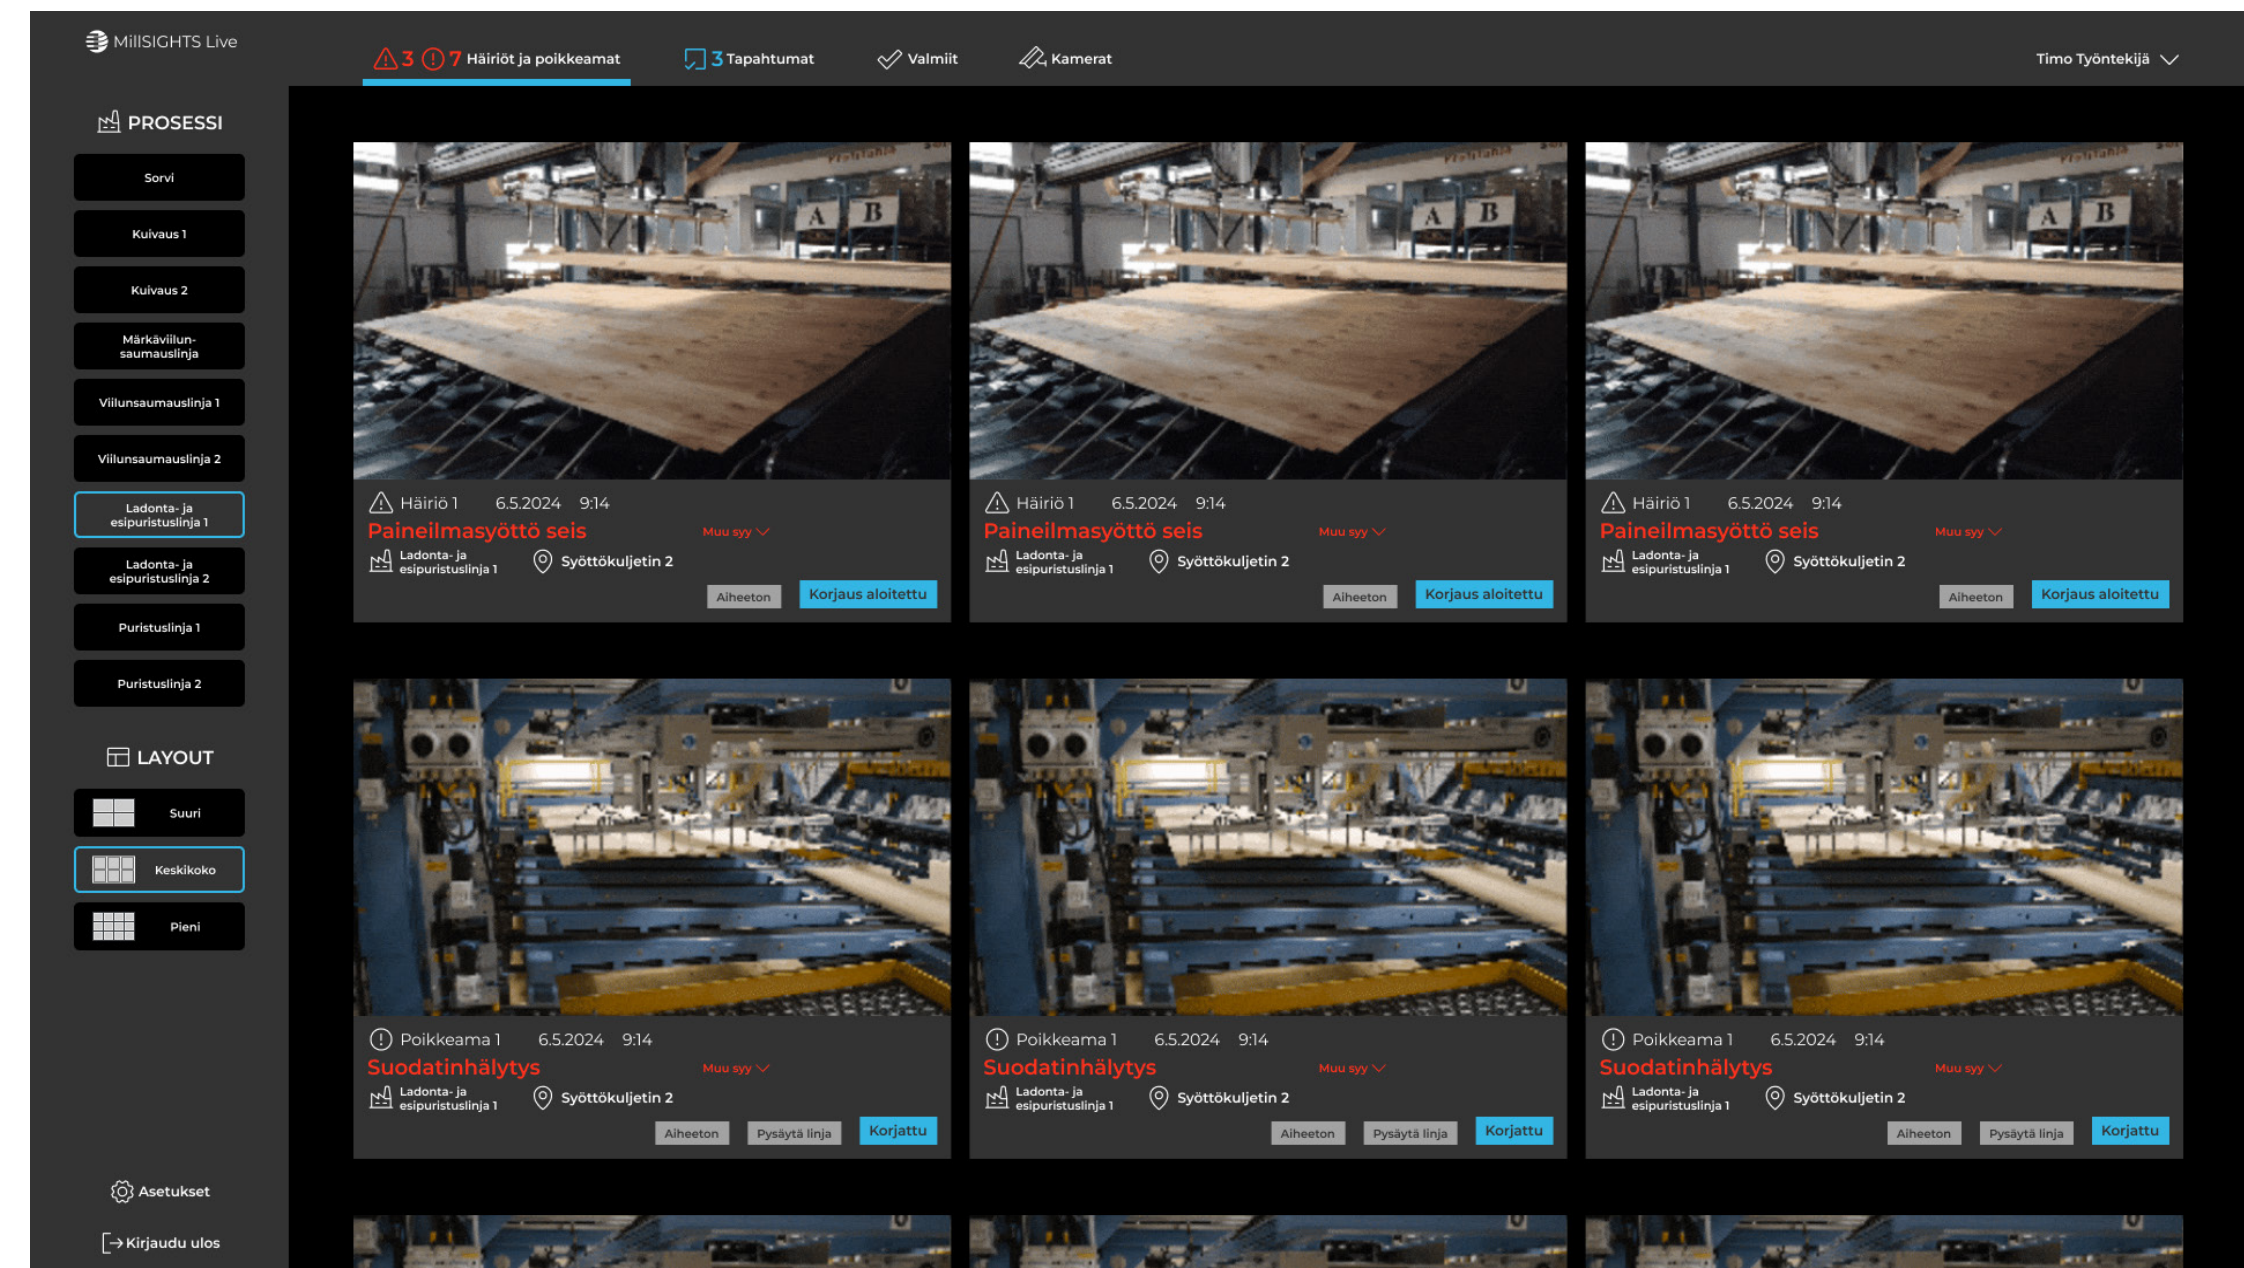 MillSIGHTS Live
3 7 Häiriöt ja poikkeamat
3 Tapahtumat
Valmiit
Kamerat
Timo Työntekijä
PROSESSI
Sorvi
Kuivaus 1
Kuivaus 2
Märkäviilun-
saumauslinja
Viilunsaumauslinja 1
Viilunsaumauslinja 2
Ladonta- ja
esipuristuslinja 1
Ladonta- ja
esipuristuslinja 2
Puristuslinja 1
Puristuslinja 2
LAYOUT
Suuri
Keskikoko
Pieni
Asetukset
Kirjaudu ulos
A B
Häiriö 1 6.5.2024 9:14
Paineilmasyöttö seis Muu syy
Ladonta- ja
esipuristuslinja 1
Syöttökuljetin 2
Aiheeton Korjaus aloitettu
A B
Häiriö 1 6.5.2024 9:14
Paineilmasyöttö seis Muu syy
Ladonta- ja
esipuristuslinja 1
Syöttökuljetin 2
Aiheeton Korjaus aloitettu
A B
Häiriö 1 6.5.2024 9:14
Paineilmasyöttö seis Muu syy
Ladonta- ja
esipuristuslinja 1
Syöttökuljetin 2
Aiheeton Korjaus aloitettu
Poikkeama 1 6.5.2024 9:14
Suodatinhälytys Muu syy
Ladonta- ja
esipuristuslinja 1
Syöttökuljetin 2
Aiheeton Pysäytä linja Korjattu
Poikkeama 1 6.5.2024 9:14
Suodatinhälytys Muu syy
Ladonta- ja
esipuristuslinja 1
Syöttökuljetin 2
Aiheeton Pysäytä linja Korjattu
Poikkeama 1 6.5.2024 9:14
Suodatinhälytys Muu syy
Ladonta- ja
esipuristuslinja 1
Syöttökuljetin 2
Aiheeton Pysäytä linja Korjattu